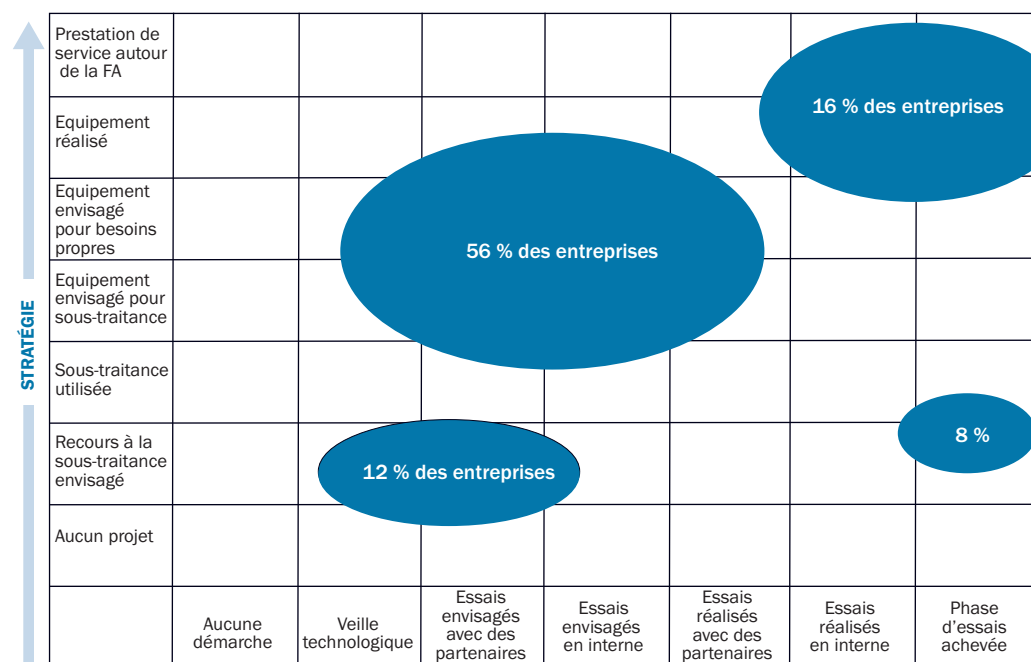 STRATÉGIE
Prestation de
service autour
de la FA
16 % des entreprises
Equipement
réalisé
Equipement
envisagé
pour besoins
propres
56 % des entreprises
Equipement
envisagé pour
sous-traitance
Sous-traitance
utilisée
Recours à la
sous-traitance
envisagé
12 % des entreprises
8 %
Aucun projet
Aucune
démarche
Veille
technologique
Essais
envisagés
avec des
partenaires
Essais
envisagés
en interne
Essais
réalisés
avec des
partenaires
Essais
réalisés
en interne
Phase
d'essais
achevée